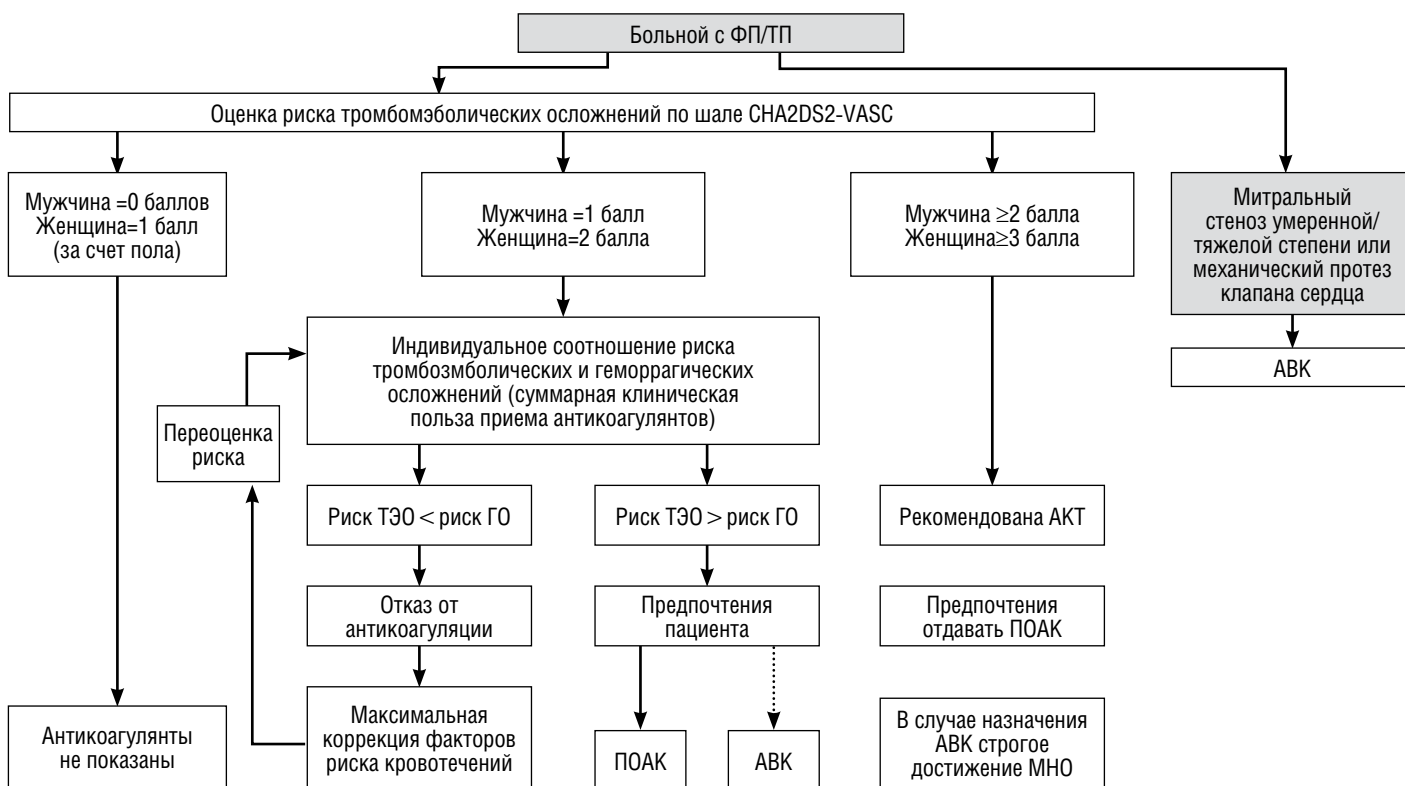 Больной с ФП/ТП
Оценка риска тромбомэболических осложнений по шале CHA2DS2-VASC
Мужчина =0 баллов
Женщина=1 балл
(за счет пола)
Мужчина =1 балл
Женщина=2 балла
Мужчина ≥2 балла
Женщина≥3 балла
Митральный
стеноз умеренной/
тяжелой степени или
механический протез
клапана сердца
Индивидуальное соотношение риска
тромбозмболических и геморрагических
осложнений (суммарная клиническая
польза приема антикоагулянтов)
АВК
Переоценка
риска
Риск ТЭО < риск ГО
Риск ТЭО > риск ГО
Рекомендована АКТ
Отказ от
антикоагуляции
Предпочтения
пациента
Предпочтения
отдавать ПОАК
Антикоагулянты
не показаны
Максимальная
коррекция факторов
риска кровотечений
ПОАК
АВК
В случае назначения
АВК строгое
достижение МНО